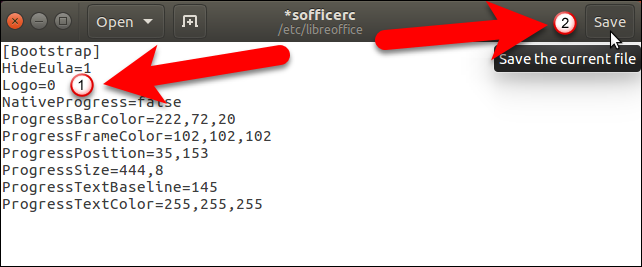 Open
*sofficerc
/etc/libreoffice
2
Save
Save the current file
[Bootstrap]
HideEula=1
Logo=0
1
NativeProgress=false
ProgressBarColor=222,72,20
ProgressFrameColor=102,102,102
ProgressPosition=35,153
ProgressSize=444,8
ProgressTextBaseline=145
ProgressTextColor=255,255,255